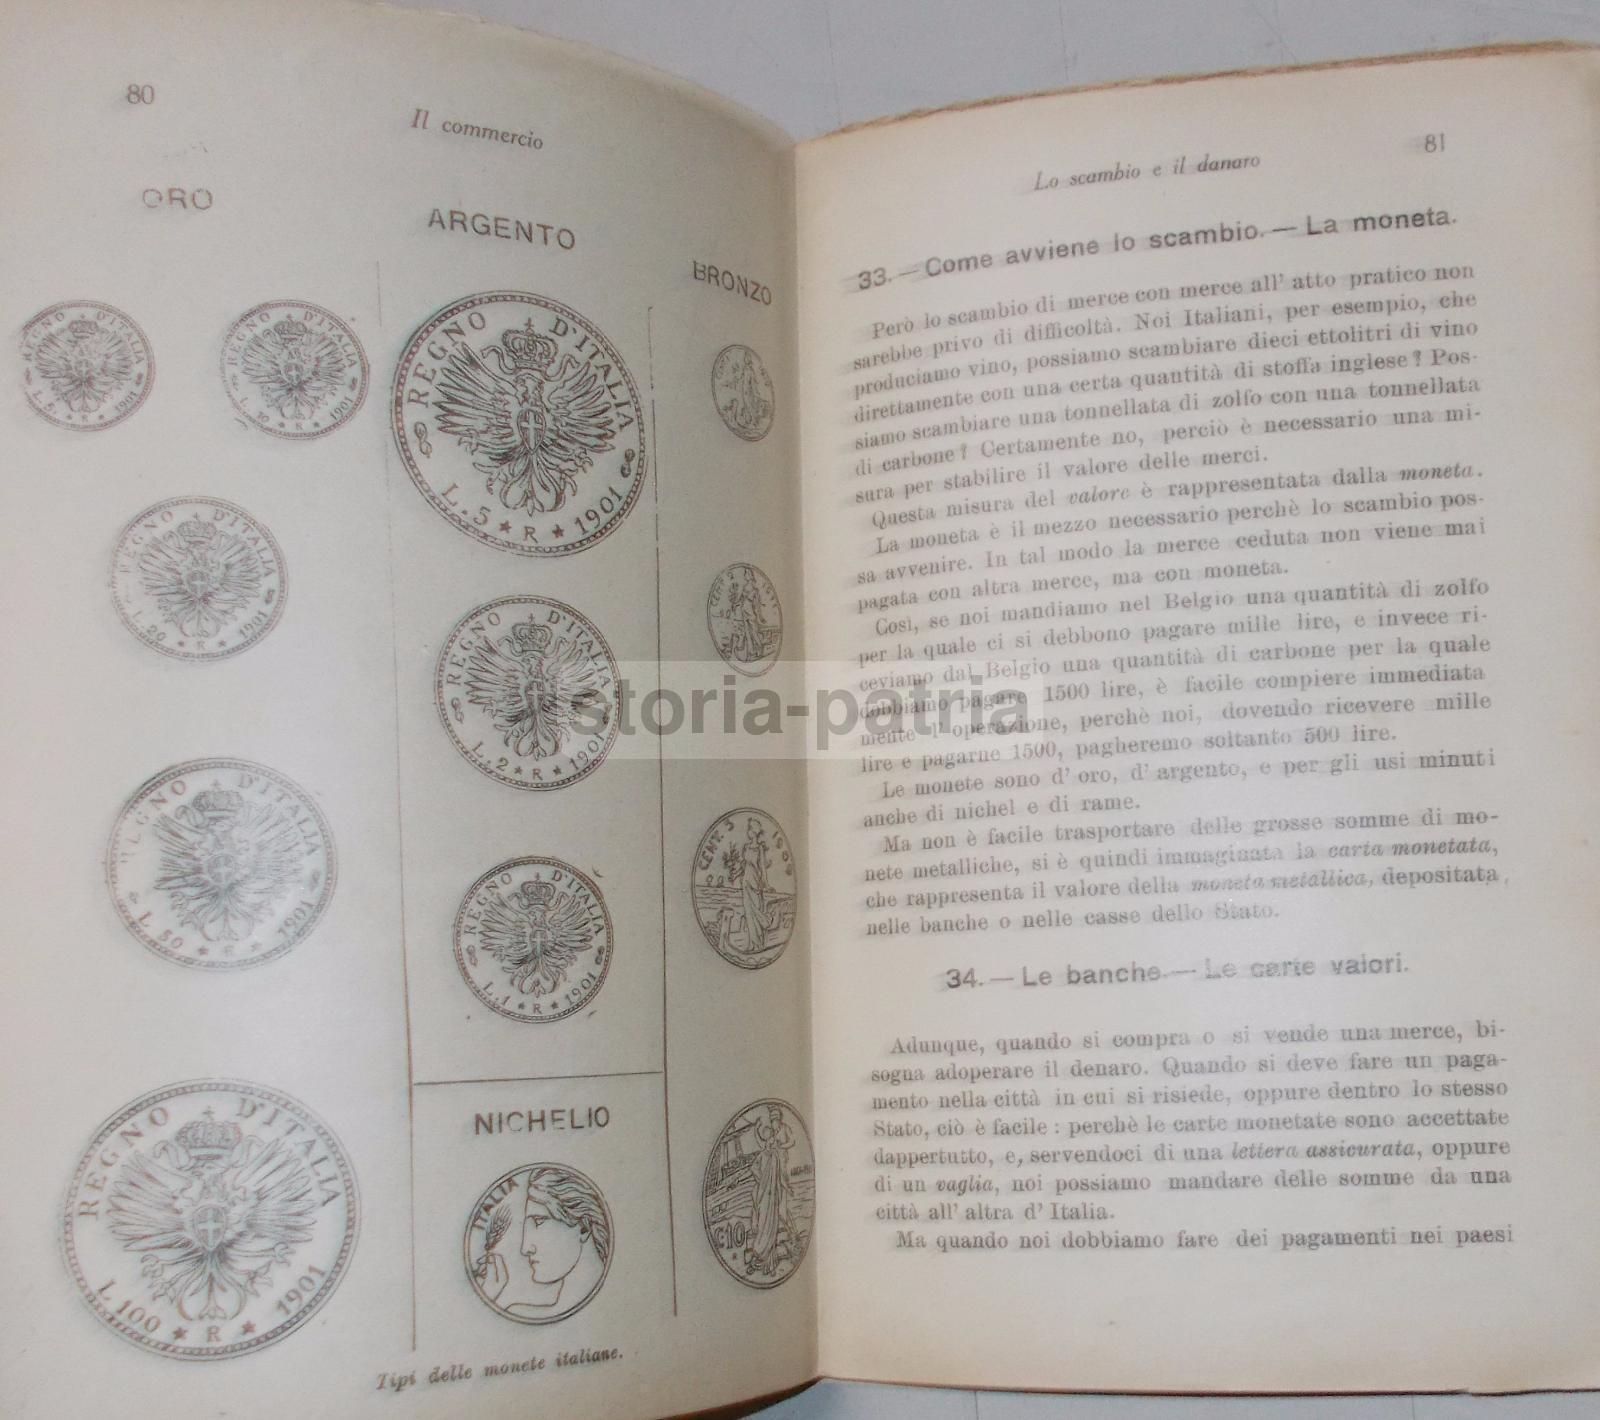 80
Il commercio
ORO
ARGENTO
BRONZO
REGNO D'ITALIA
L. 5 * R * 1901
REGNO D'ITALIA
L. 10 * R * 1901
REGNO D'ITALIA
L. 5 * R * 1901
REGNO D'ITALIA
L. 20 * R * 1901
CENT. 2
REGNO D'ITALIA
L. 2 * R * 1901
REGNO D'ITALIA
L. 50 * R * 1901
CENT. 5
REGNO D'ITALIA
L. 1 * R * 1901
REGNO D'ITALIA
L. 100 * R * 1901
NICHELIO
ITALIA
C. 10
Tipi delle monete italiane.
storia-patria
Lo scambio e il danaro
81
33. — Come avviene lo scambio. — La moneta.
Però lo scambio di merce con merce all' atto pratico non
sarebbe privo di difficoltà. Noi Italiani, per esempio, che
produciamo vino, possiamo scambiare dieci ettolitri di vino
direttamente con una certa quantità di stoffa inglese? Pos-
siamo scambiare una tonnellata di zolfo con una tonnellata
di carbone? Certamente no, perciò è necessario una mi-
sura per stabilire il valore delle merci.
Questa misura del valore è rappresentata dalla moneta.
La moneta è il mezzo necessario perchè lo scambio pos-
sa avvenire. In tal modo la merce ceduta non viene mai
pagata con altra merce, ma con moneta.
Così, se noi mandiamo nel Belgio una quantità di zolfo
per la quale ci si debbono pagare mille lire, e invece ri-
ceviamo dal Belgio una quantità di carbone per la quale
dobbiamo pagare 1500 lire, è facile compiere immediata
mente l' operazione, perchè noi, dovendo ricevere mille
lire e pagarne 1500, pagheremo soltanto 500 lire.
Le monete sono d' oro, d' argento, e per gli usi minuti
anche di nichel e di rame.
Ma non è facile trasportare delle grosse somme di mo-
nete metalliche, si è quindi immaginata la carta monetata,
che rappresenta il valore della moneta metallica, depositata
nelle banche o nelle casse dello Stato.
34. — Le banche. — Le carte valori.
Adunque, quando si compra o si vende una merce, bi-
sogna adoperare il denaro. Quando si deve fare un paga-
mento nella città in cui si risiede, oppure dentro lo stesso
Stato, ciò è facile: perchè le carte monetate sono accettate
dappertutto, e, servendoci di una lettera assicurata, oppure
di un vaglia, noi possiamo mandare delle somme da una
città all' altra d' Italia.
Ma quando noi dobbiamo fare dei pagamenti nei paesi